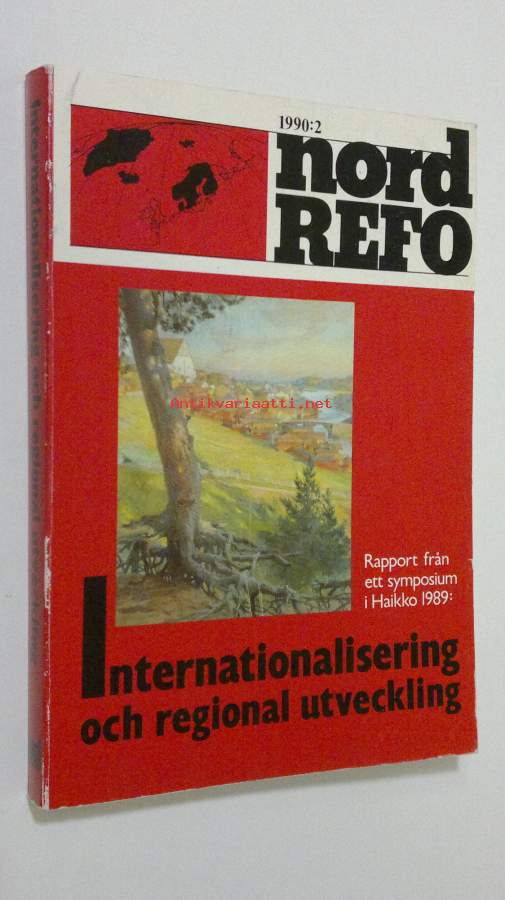 1990:2
nord
REFO
Antikvariaatti.net
Rapport från
ett symposium
i Haikko 1989:
Internationalisering
och regional utveckling